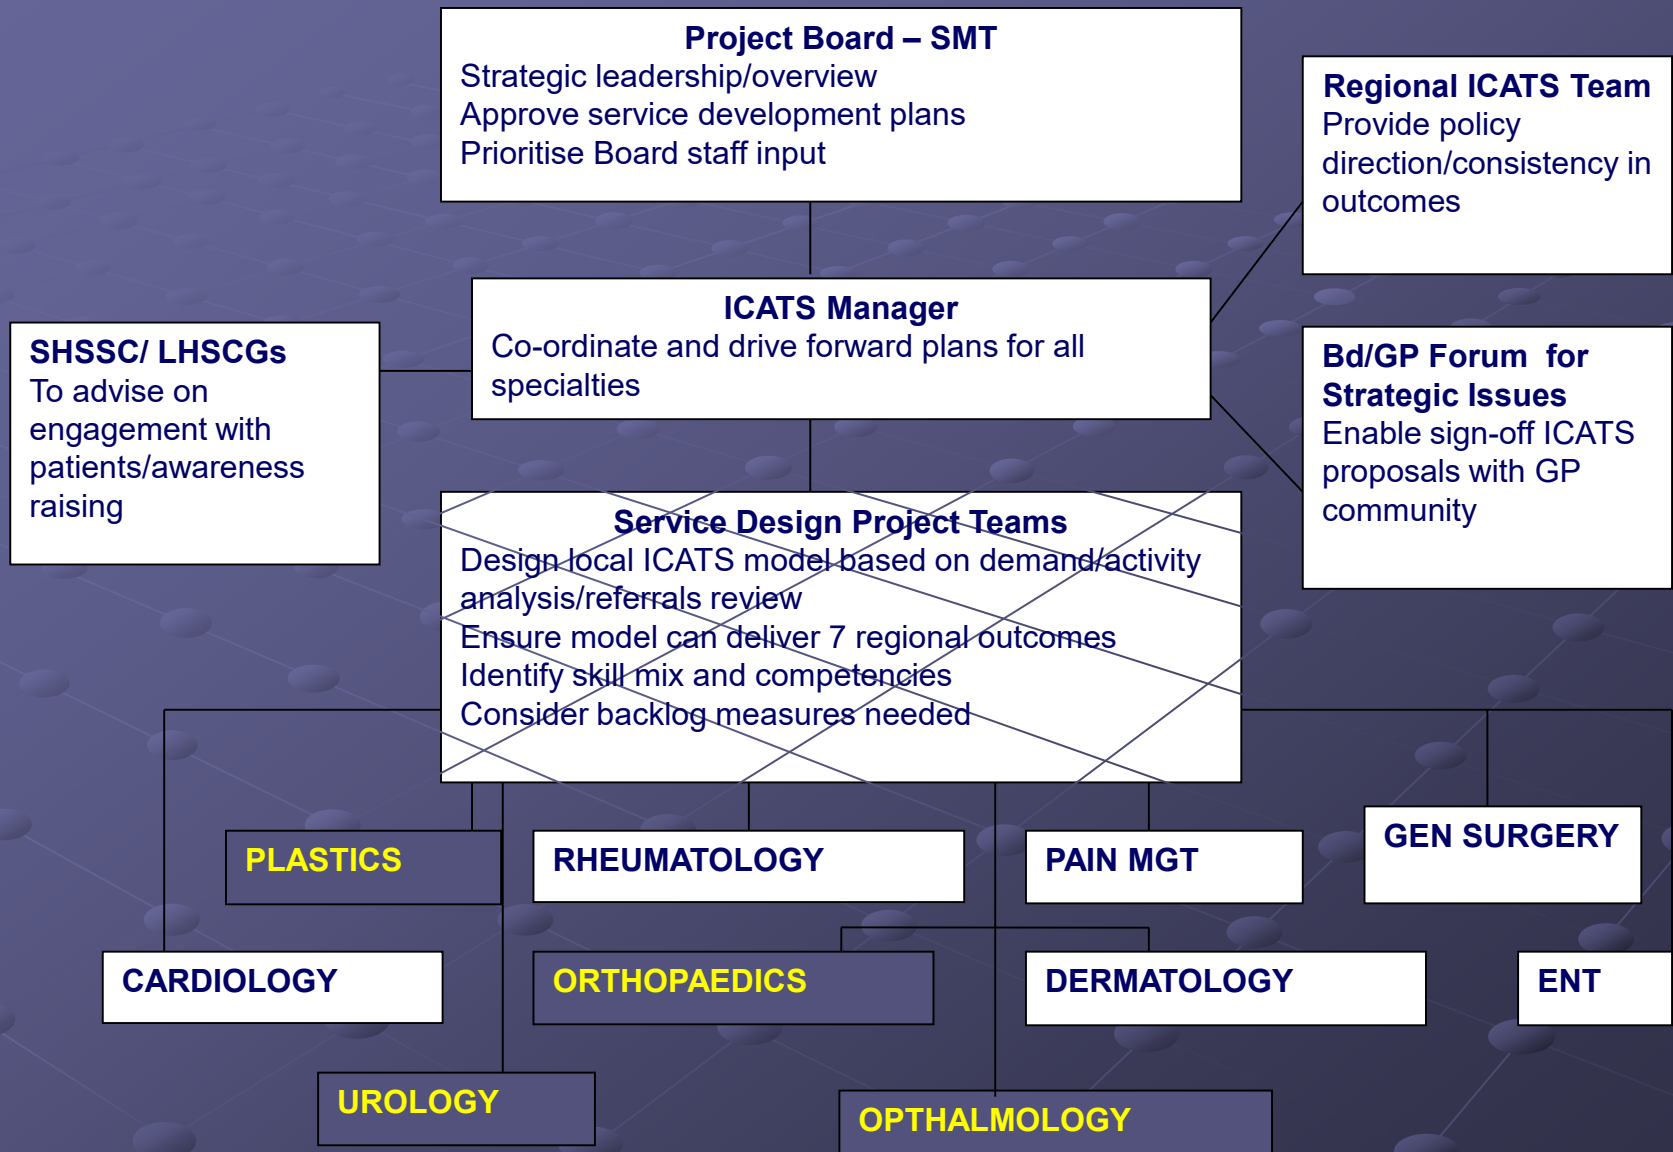 Project Board – SMT
Strategic leadership/overview
Approve service development plans
Prioritise Board staff input
Regional ICATS Team
Provide policy
direction/consistency in
outcomes
ICATS Manager
Co-ordinate and drive forward plans for all
specialties
SHSSC/ LHSCGs
To advise on
engagement with
patients/awareness
raising
Bd/GP Forum for
Strategic Issues
Enable sign-off ICATS
proposals with GP
community
Service Design Project Teams
Design local ICATS model based on demand/activity
analysis/referrals review
Ensure model can deliver 7 regional outcomes
Identify skill mix and competencies
Consider backlog measures needed
PLASTICS
RHEUMATOLOGY
PAIN MGT
GEN SURGERY
CARDIOLOGY
ORTHOPAEDICS
DERMATOLOGY
ENT
UROLOGY
OPTHALMOLOGY